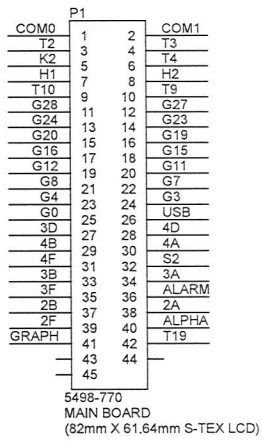 P1
COM0 1 2 COM1
T2 3 4 T3
K2 5 6 T4
H1 7 8 H2
T10 9 10 T9
G28 11 12 G27
G24 13 14 G23
G20 15 16 G19
G16 17 18 G15
G12 19 20 G11
G8 21 22 G7
G4 23 24 G3
G0 25 26 USB
3D 27 28 4D
4B 29 30 4A
4F 31 32 S2
3B 33 34 3A
3F 35 36 ALARM
2B 37 38 2A
2F 39 40 ALPHA
GRAPH 41 42 T19
43 44
45
5498-770
MAIN BOARD
(82mm X 61.64mm S-TEX LCD)